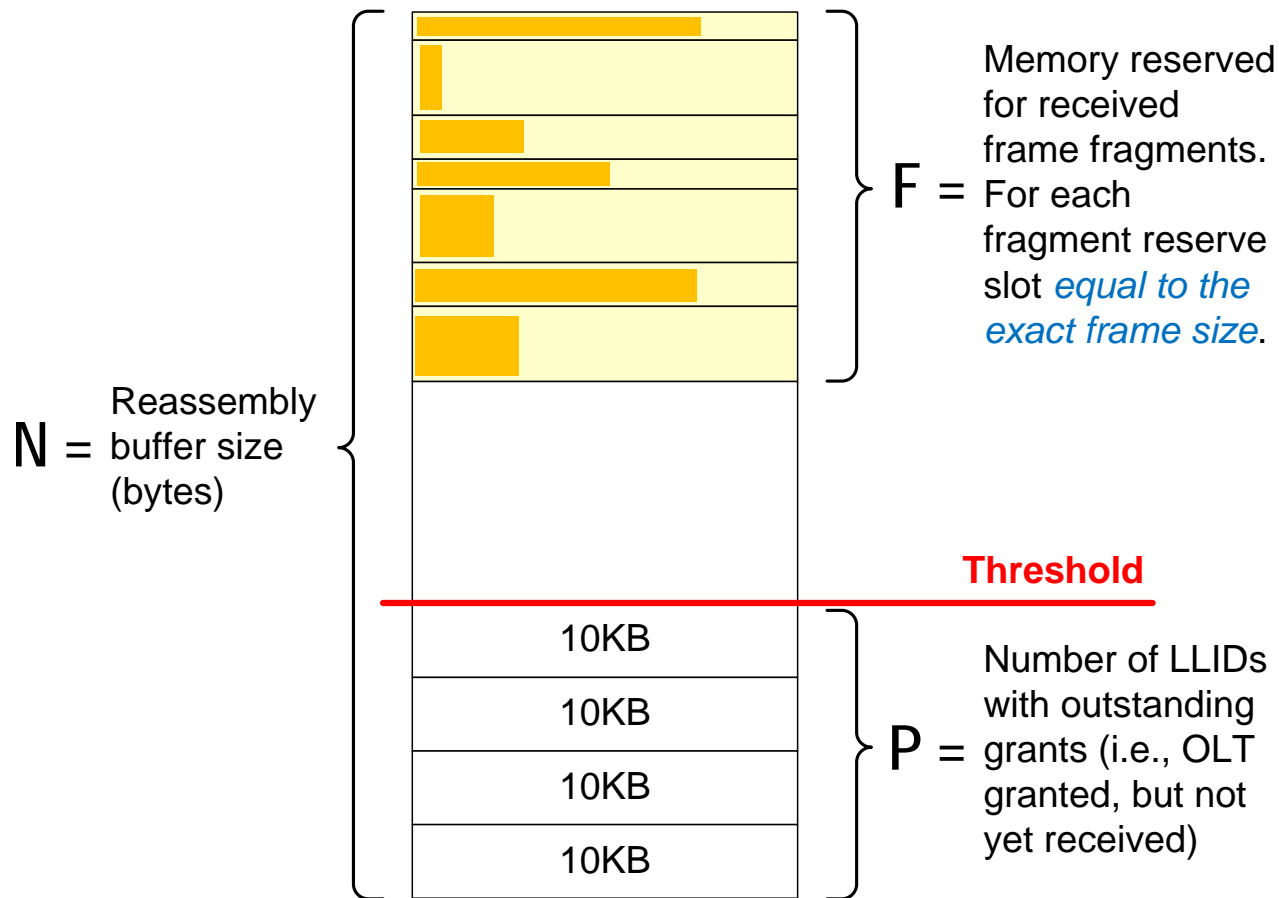 N =
Reassembly
buffer size
(bytes)
F =
Memory reserved
for received
frame fragments.
For each
fragment reserve
slot equal to the
exact frame size.
Threshold
10KB
10KB
10KB
10KB
P =
Number of LLIDs
with outstanding
grants (i.e., OLT
granted, but not
yet received)